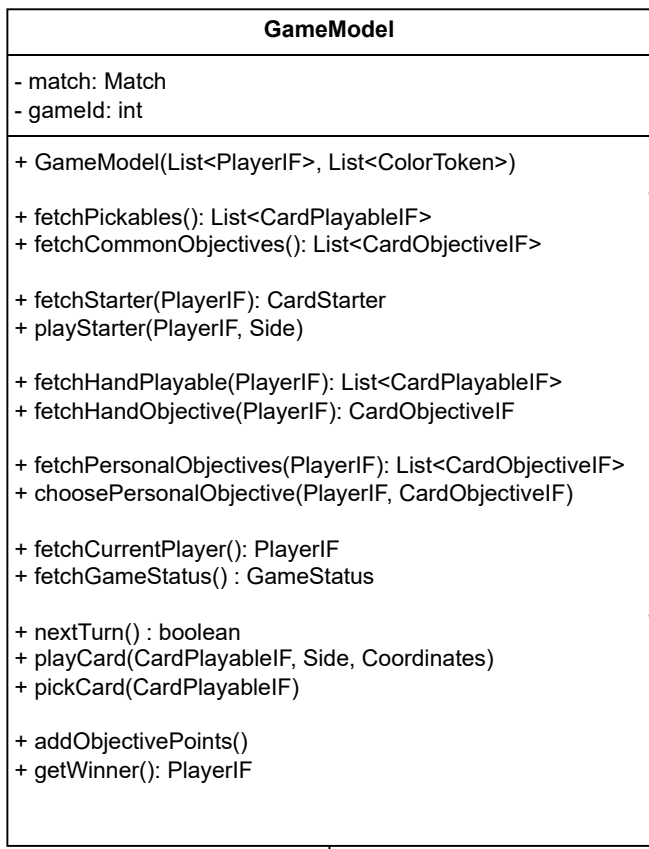 GameModel
- match: Match
- gameId: int
+ GameModel(List<PlayerIF>, List<ColorToken>)
+ fetchPickables(): List<CardPlayableIF>
+ fetchCommonObjectives(): List<CardObjectiveIF>
+ fetchStarter(PlayerIF): CardStarter
+ playStarter(PlayerIF, Side)
+ fetchHandPlayable(PlayerIF): List<CardPlayableIF>
+ fetchHandObjective(PlayerIF): CardObjectiveIF
+ fetchPersonalObjectives(PlayerIF): List<CardObjectiveIF>
+ choosePersonalObjective(PlayerIF, CardObjectiveIF)
+ fetchCurrentPlayer(): PlayerIF
+ fetchGameStatus() : GameStatus
+ nextTurn() : boolean
+ playCard(CardPlayableIF, Side, Coordinates)
+ pickCard(CardPlayableIF)
+ addObjectivePoints()
+ getWinner(): PlayerIF